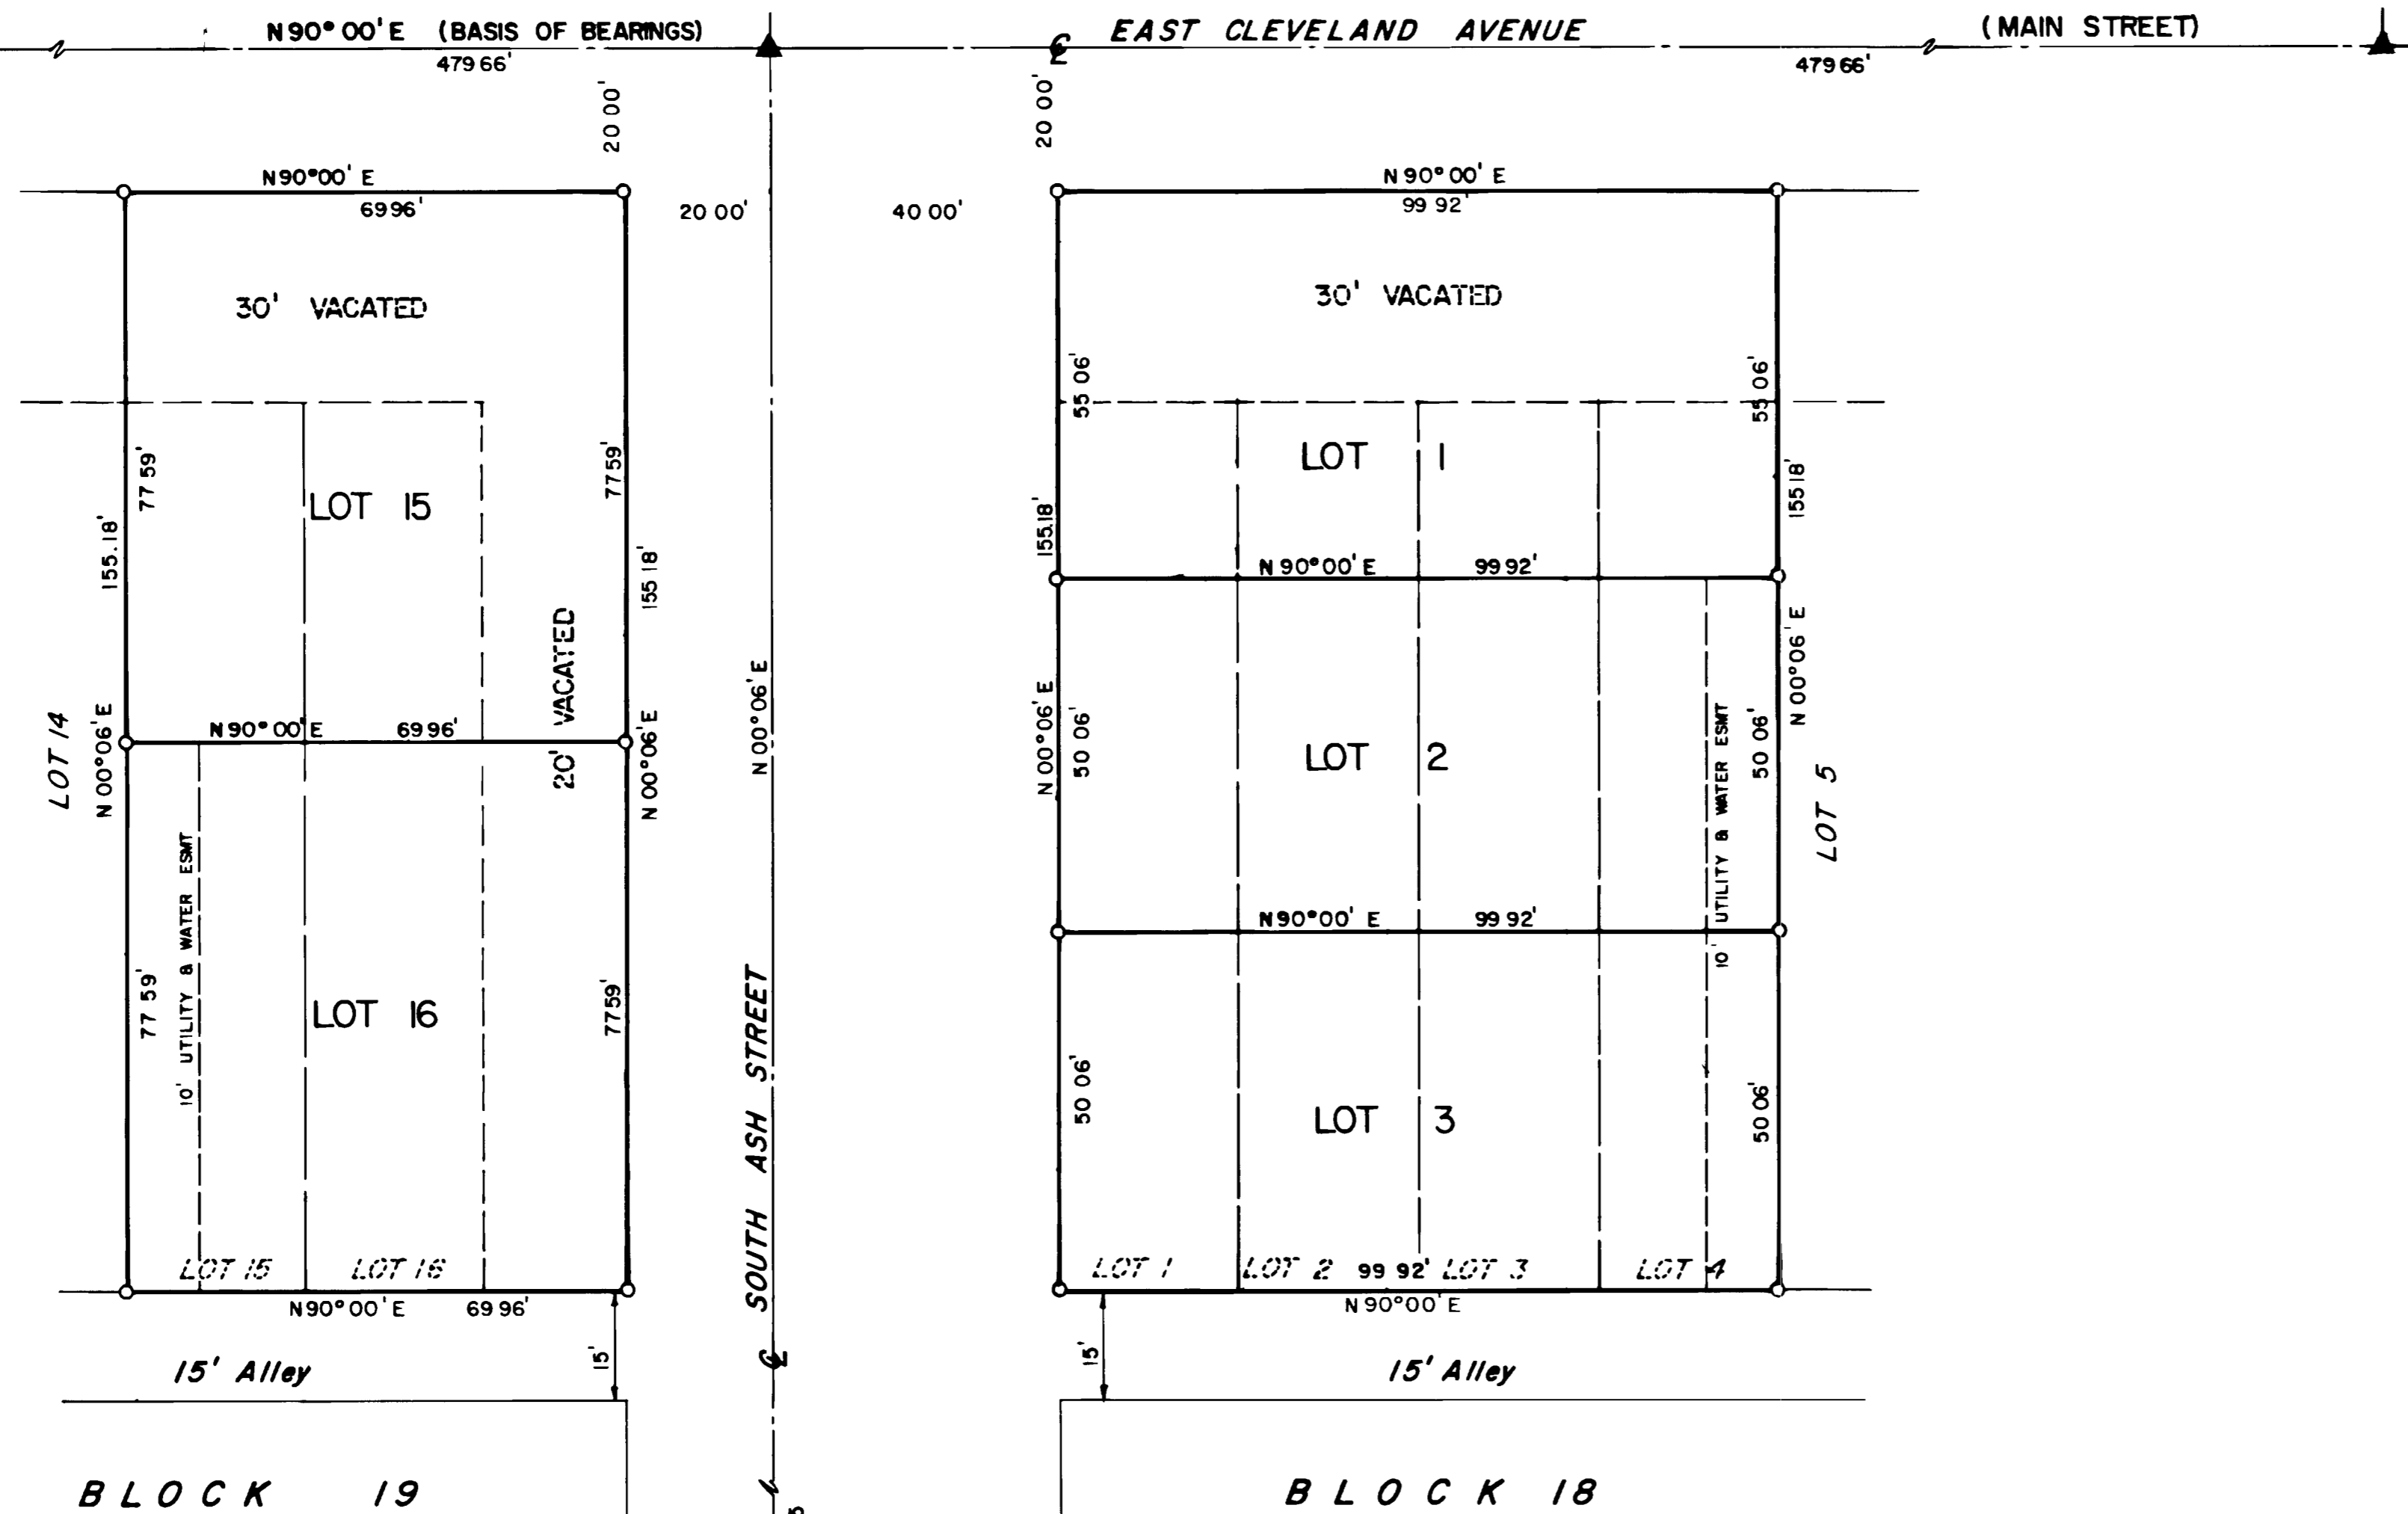 N 90° 00' E (BASIS OF BEARINGS)
479 66'
EAST CLEVELAND AVENUE
(MAIN STREET)
479 66'
20 00'
20 00'
N 90° 00' E
69 96'
20 00'
40 00'
N 90° 00' E
99 92'
30' VACATED
30' VACATED
55 06'
55 06'
77 59'
77 59'
LOT 15
LOT 1
155.18'
155 18'
155.18'
155 18'
N 90° 00' E 99 92'
20' VACATED
N 00° 06' E
N 90° 00' E 69 96'
LOT 14
N 00° 06' E
N 00° 06' E
N 00° 06' E
50 06'
LOT 2
10' UTILITY & WATER ESMT
50 06'
N 00° 06' E
LOT 5
10' UTILITY & WATER ESMT
N 90° 00' E 99 92'
77 59'
LOT 16
77 59'
SOUTH ASH STREET
50 06'
LOT 3
50 06'
LOT 15 LOT 16
LOT 1 LOT 2 99 92' LOT 3 LOT 4
N 90° 00' E 69 96'
N 90° 00' E
15' Alley
15'
15'
15' Alley
BLOCK 19
BLOCK 18